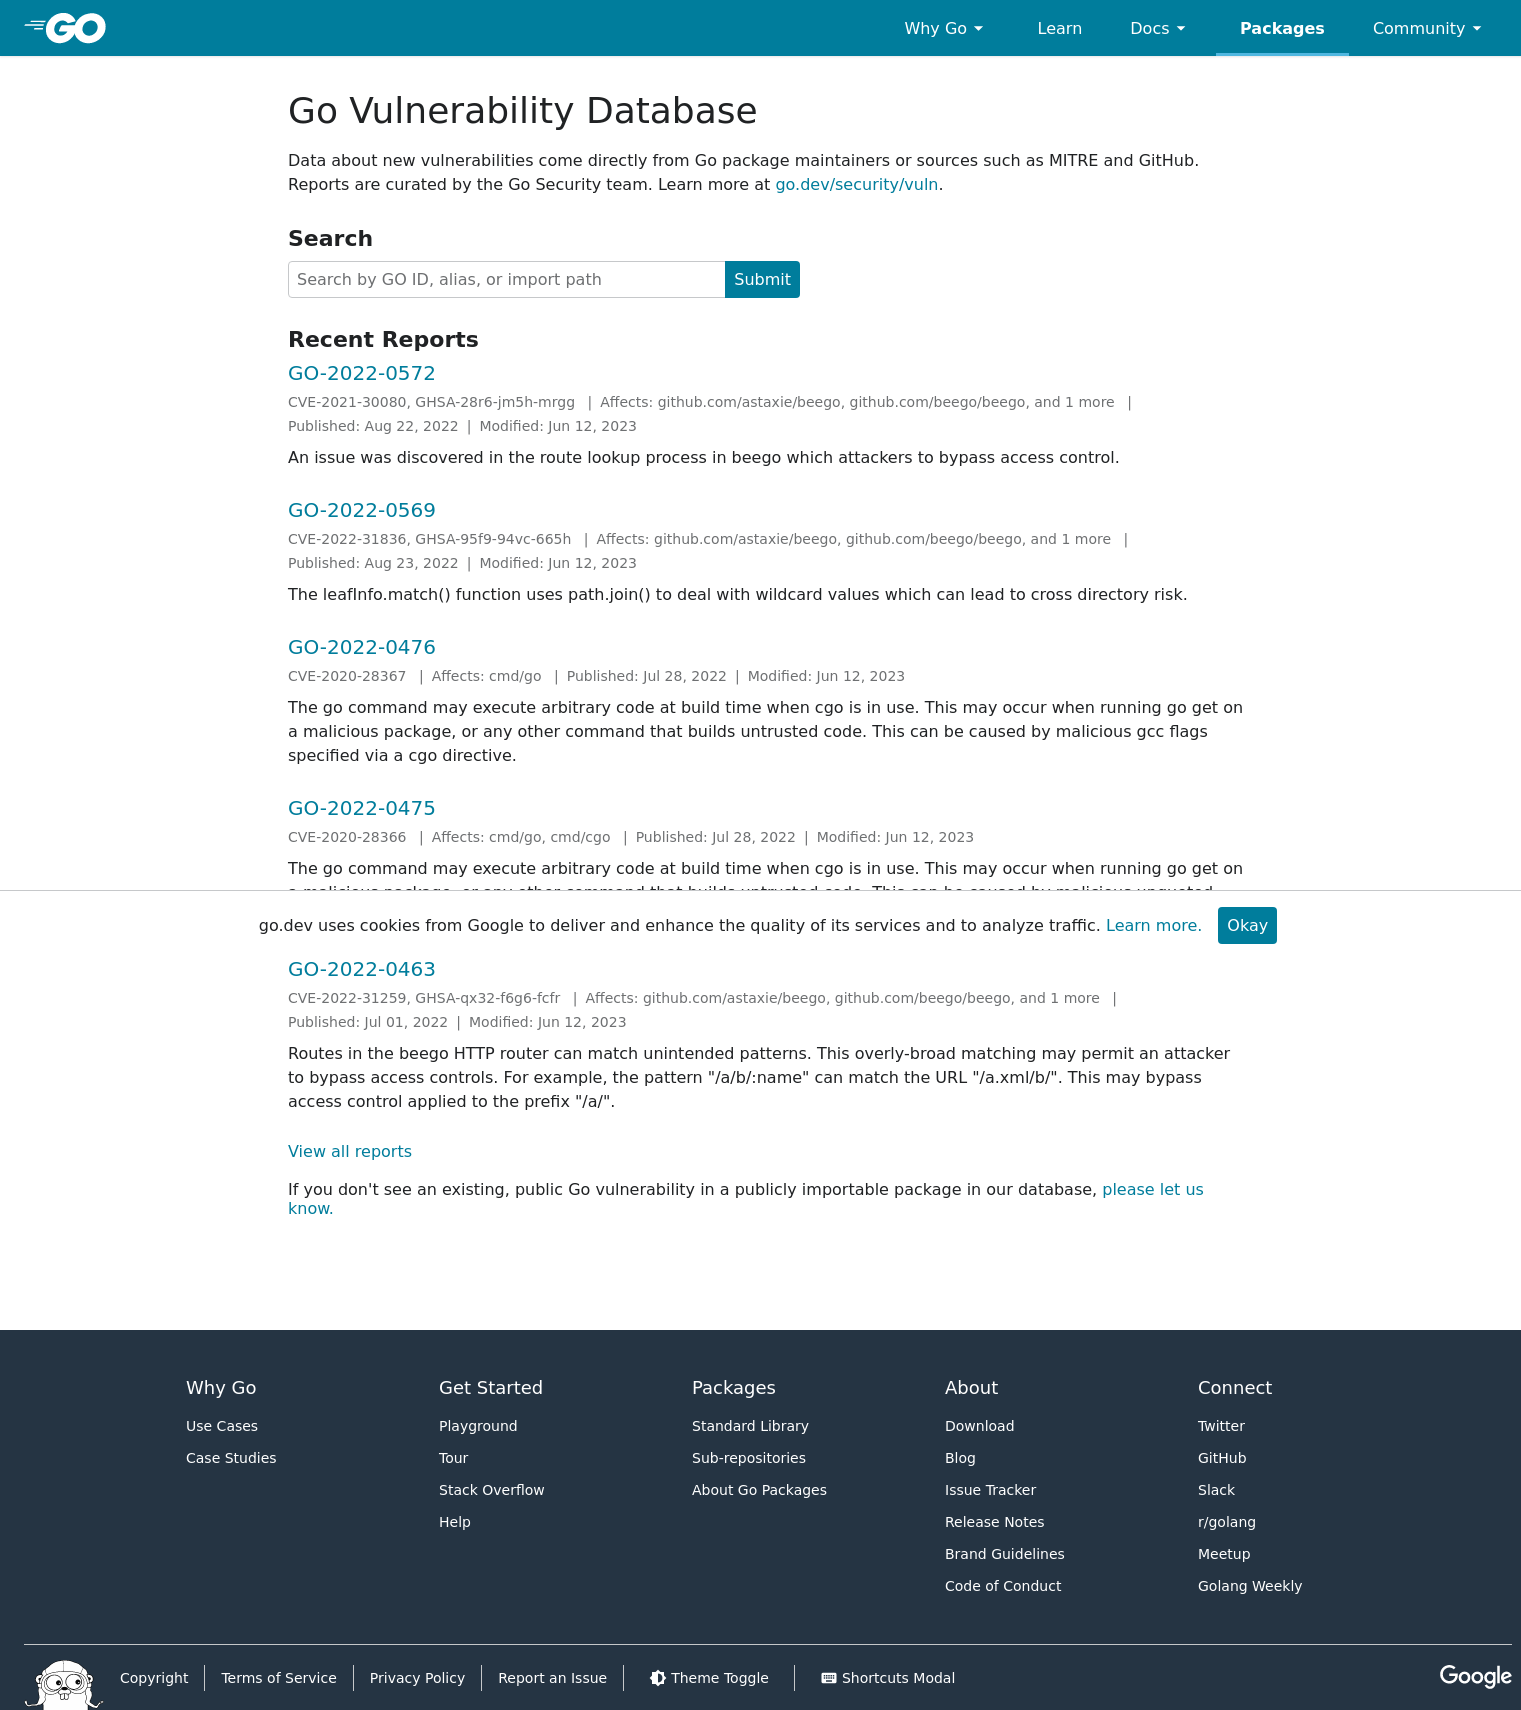 GO
Why Go
Learn
Docs
Packages
Community
Go Vulnerability Database
Data about new vulnerabilities come directly from Go package maintainers or sources such as MITRE and GitHub.
Reports are curated by the Go Security team. Learn more at go.dev/security/vuln.
Search
Search by GO ID, alias, or import path
Submit
Recent Reports
GO-2022-0572
CVE-2021-30080, GHSA-28r6-jm5h-mrgg | Affects: github.com/astaxie/beego, github.com/beego/beego, and 1 more |
Published: Aug 22, 2022 | Modified: Jun 12, 2023
An issue was discovered in the route lookup process in beego which attackers to bypass access control.
GO-2022-0569
CVE-2022-31836, GHSA-95f9-94vc-665h | Affects: github.com/astaxie/beego, github.com/beego/beego, and 1 more |
Published: Aug 23, 2022 | Modified: Jun 12, 2023
The leafInfo.match() function uses path.join() to deal with wildcard values which can lead to cross directory risk.
GO-2022-0476
CVE-2020-28367 | Affects: cmd/go | Published: Jul 28, 2022 | Modified: Jun 12, 2023
The go command may execute arbitrary code at build time when cgo is in use. This may occur when running go get on
a malicious package, or any other command that builds untrusted code. This can be caused by malicious gcc flags
specified via a cgo directive.
GO-2022-0475
CVE-2020-28366 | Affects: cmd/go, cmd/cgo | Published: Jul 28, 2022 | Modified: Jun 12, 2023
The go command may execute arbitrary code at build time when cgo is in use. This may occur when running go get on
a malicious package, or any other command that builds untrusted code. This can be caused by malicious unquoted
go.dev uses cookies from Google to deliver and enhance the quality of its services and to analyze traffic. Learn more.
Okay
GO-2022-0463
CVE-2022-31259, GHSA-qx32-f6g6-fcfr | Affects: github.com/astaxie/beego, github.com/beego/beego, and 1 more |
Published: Jul 01, 2022 | Modified: Jun 12, 2023
Routes in the beego HTTP router can match unintended patterns. This overly-broad matching may permit an attacker
to bypass access controls. For example, the pattern "/a/b/:name" can match the URL "/a.xml/b/". This may bypass
access control applied to the prefix "/a/".
View all reports
If you don't see an existing, public Go vulnerability in a publicly importable package in our database, please let us
know.
Why Go
Use Cases
Case Studies
Get Started
Playground
Tour
Stack Overflow
Help
Packages
Standard Library
Sub-repositories
About Go Packages
About
Download
Blog
Issue Tracker
Release Notes
Brand Guidelines
Code of Conduct
Connect
Twitter
GitHub
Slack
r/golang
Meetup
Golang Weekly
Copyright
Terms of Service
Privacy Policy
Report an Issue
Theme Toggle
Shortcuts Modal
Google